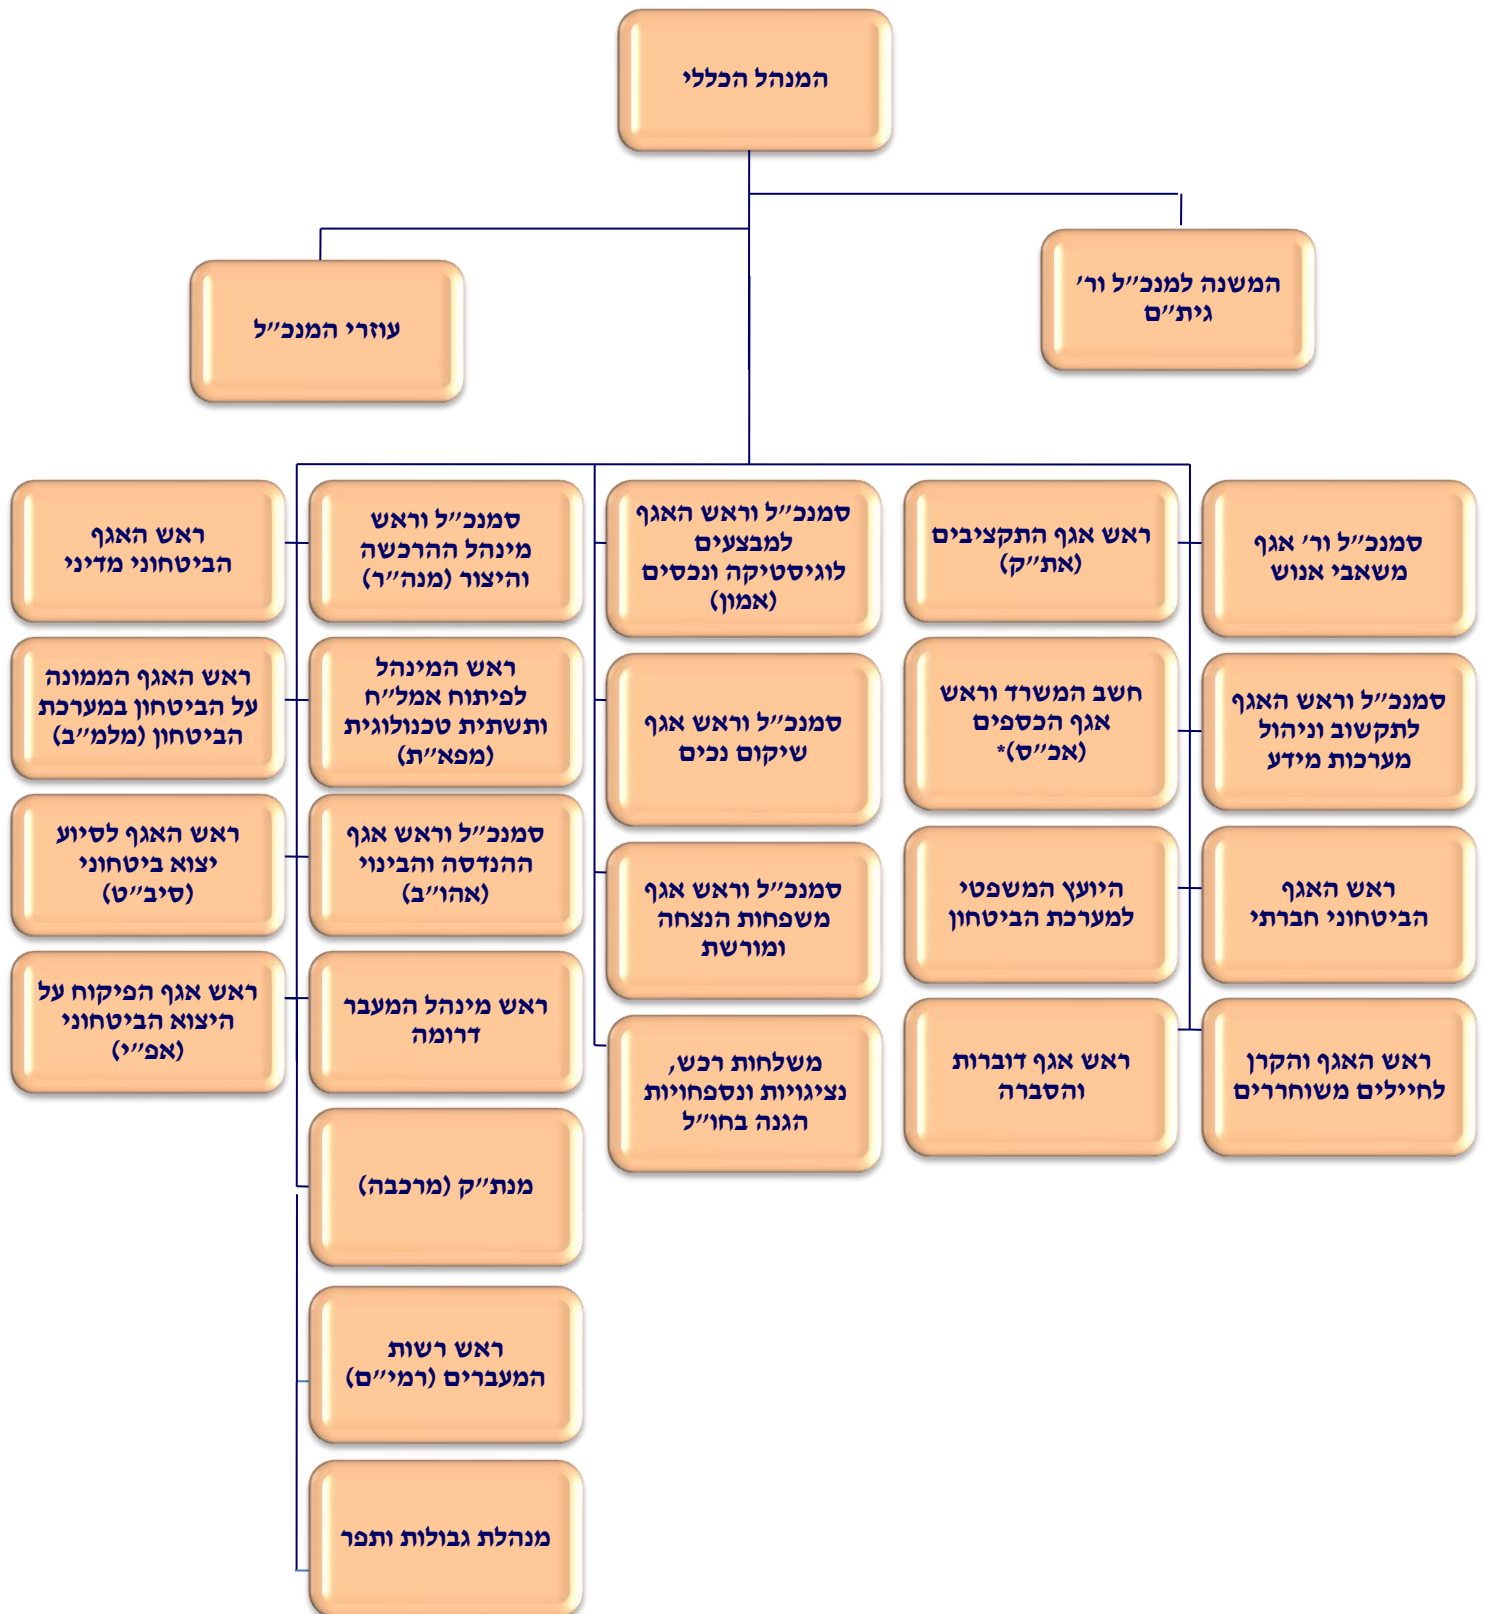 המנהל הכללי
המשנה למנכ״ל ור׳
גית״ם
עוזרי המנכ״ל
סמנכ״ל ור׳ אגף
משאבי אנוש
ראש אגף התקציבים
(את״ק)
סמנכ״ל וראש האגף
למבצעים
לוגיסטיקה ונכסים
(אמון)
סמנכ״ל וראש
מינהל ההרכשה
והיצור (מנה״ר)
ראש האגף
הביטחוני מדיני
סמנכ״ל וראש האגף
לתקשוב וניהול
מערכות מידע
חשב המשרד וראש
אגף הכספים
(אכ״ס)*
סמנכ״ל וראש אגף
שיקום נכים
ראש המינהל
לפיתוח אמל״ח
ותשתית טכנולוגית
(מפא״ת)
ראש האגף הממונה
על הביטחון במערכת
הביטחון (מלמ״ב)
ראש האגף
הביטחוני חברתי
היועץ המשפטי
למערכת הביטחון
סמנכ״ל וראש אגף
משפחות הנצחה
ומורשת
סמנכ״ל וראש אגף
ההנדסה והבינוי
(אהו״ב)
ראש האגף לסיוע
יצוא ביטחוני
(סיב״ט)
ראש האגף והקרן
לחיילים משוחררים
ראש אגף דוברות
והסברה
משלחות רכש,
נציגויות ונספחויות
הגנה בחו״ל
ראש מינהל המעבר
דרומה
ראש אגף הפיקוח על
היצוא הביטחוני
(אפ״י)
מנת״ק (מרכבה)
ראש רשות
המעברים (רמי״ם)
מנהלת גבולות ותפר